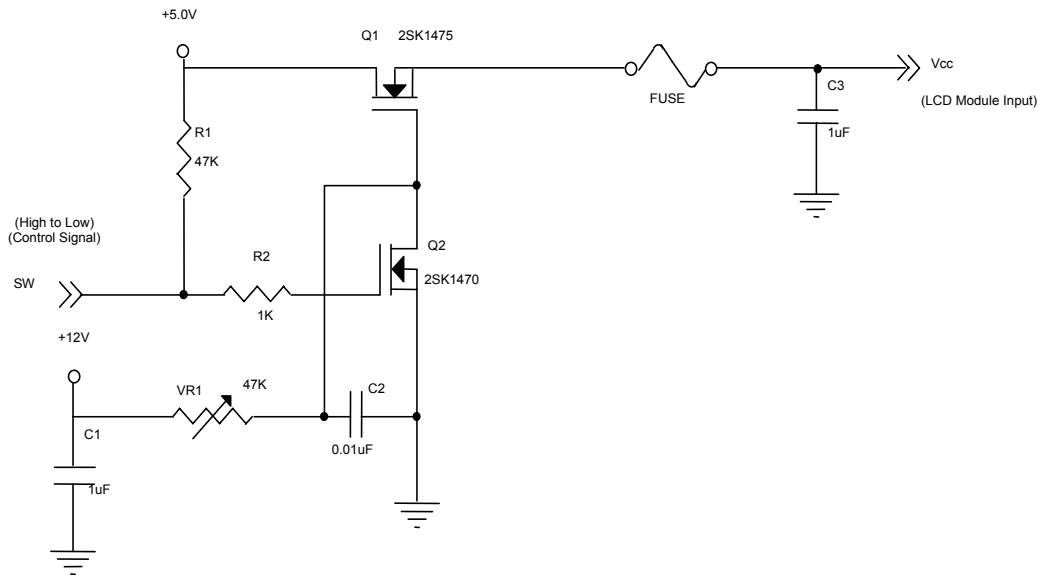 +5.0V
Q1 2SK1475
Vcc
C3
FUSE
(LCD Module Input)
R1
1uF
47K
(High to Low)
(Control Signal)
Q2
R2
SW
2SK1470
1K
+12V
VR1
47K
C2
C1
0.01uF
1uF